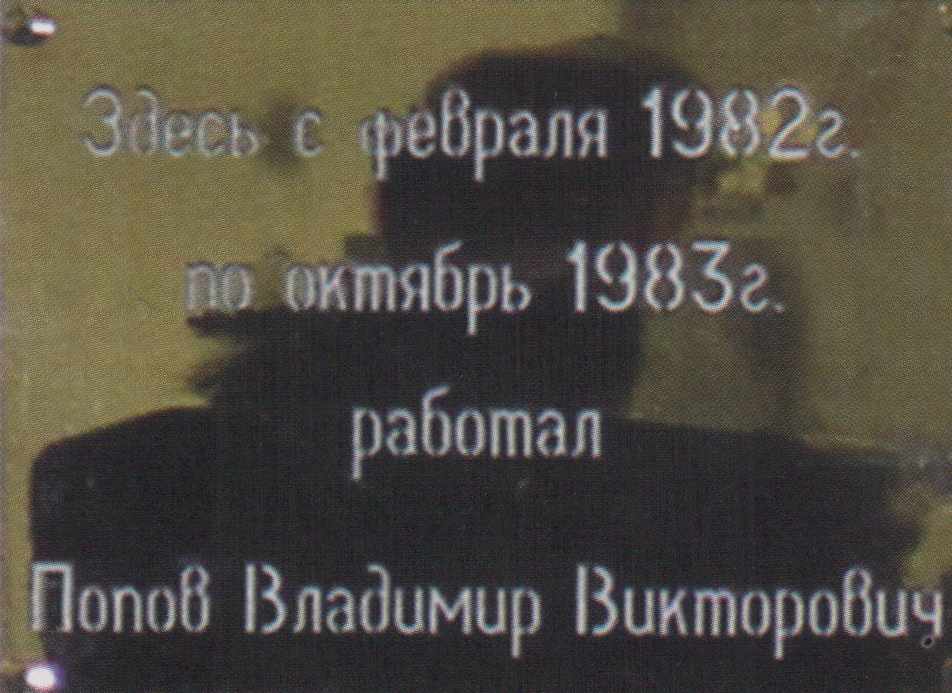 Здесь с февраля 1982г.
по октябрь 1983г.
работал
Попов Владимир Викторович